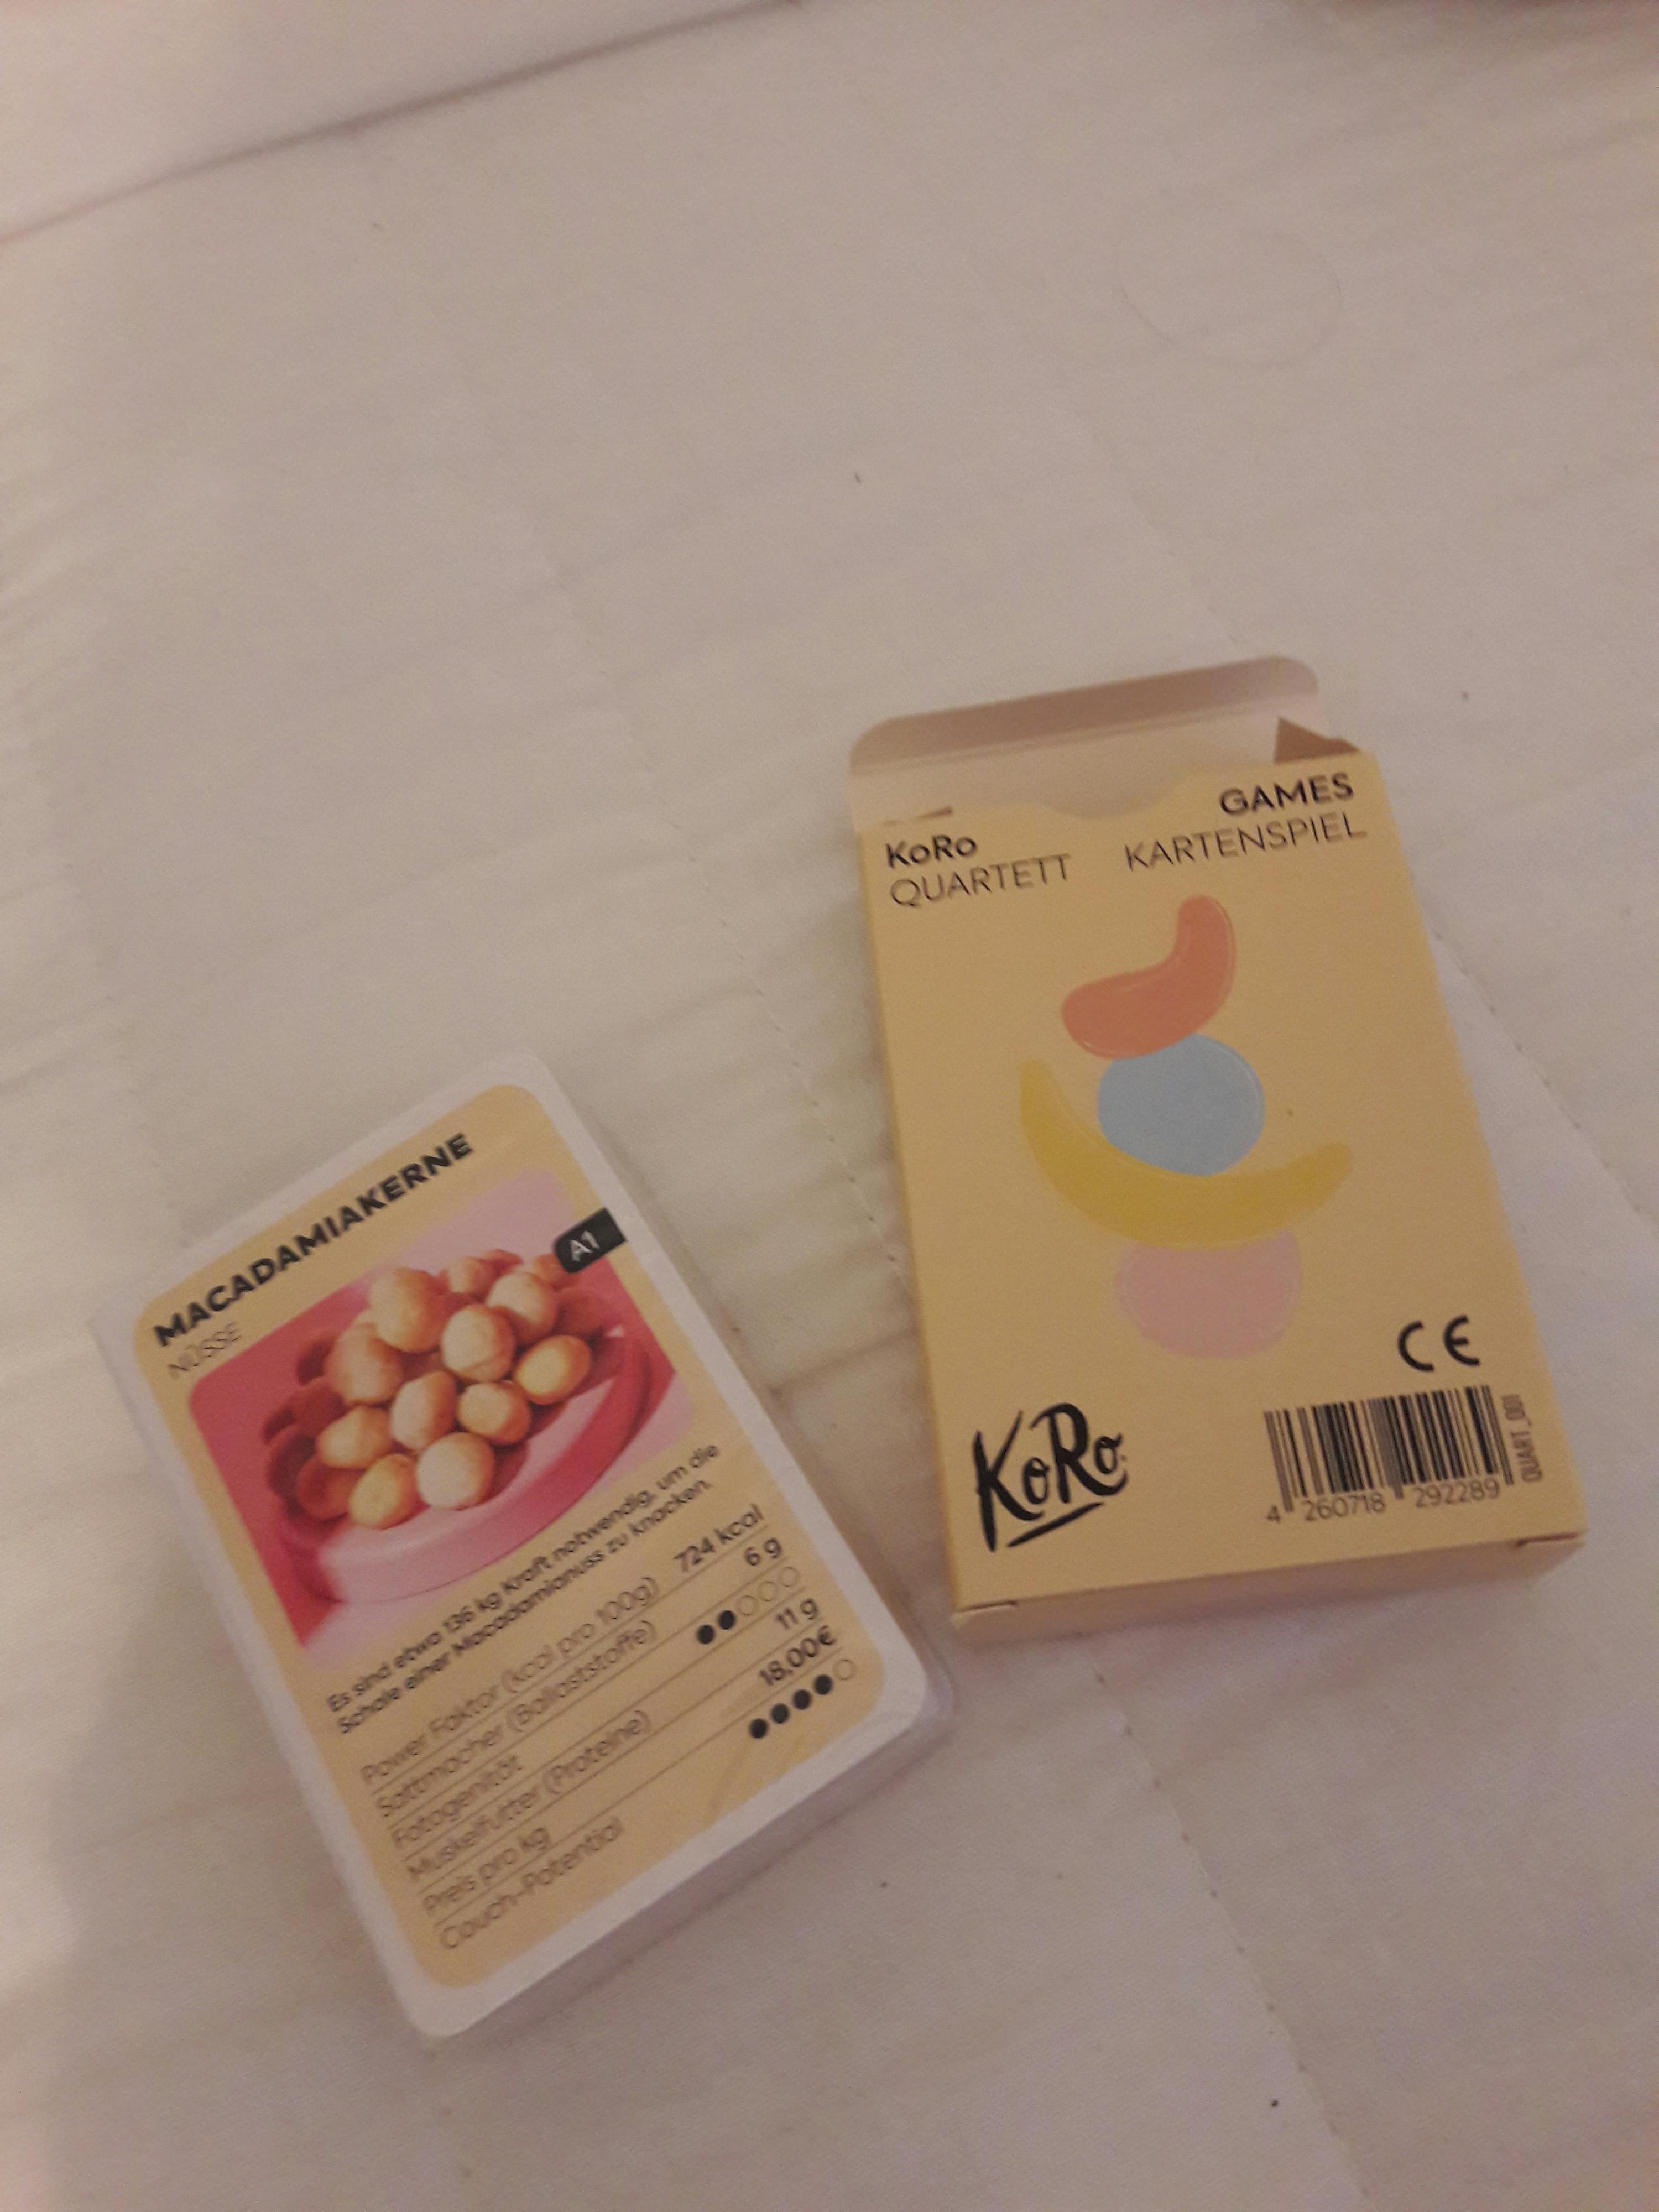 MACADAMIAKERNE
NÜSSE
A1
Es sind etwa 136 kg Kraft notwendig, um die
Schale einer Macadamianuss zu knacken.
Power Faktor (kcal pro 100g) 724 kcal
Sattmacher (Ballaststoffe) 6 g
Fotogenität
Muskelfutter (Proteine) 11 g
Preis pro kg 18,00€
Couch-Potential
KoRo
QUARTETT
GAMES
KARTENSPIEL
KoRo
CE
4 260718 292289
QUART_001